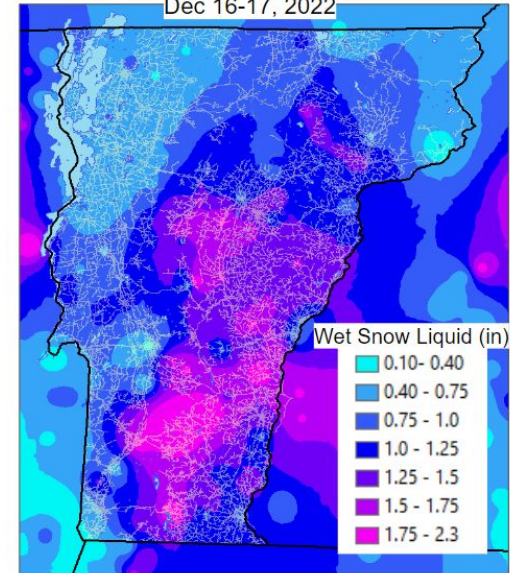 Dec 16-17, 2022
Wet Snow Liquid (in)
0.10- 0.40
0.40 - 0.75
0.75 - 1.0
1.0 - 1.25
1.25 - 1.5
1.5 - 1.75
1.75 - 2.3